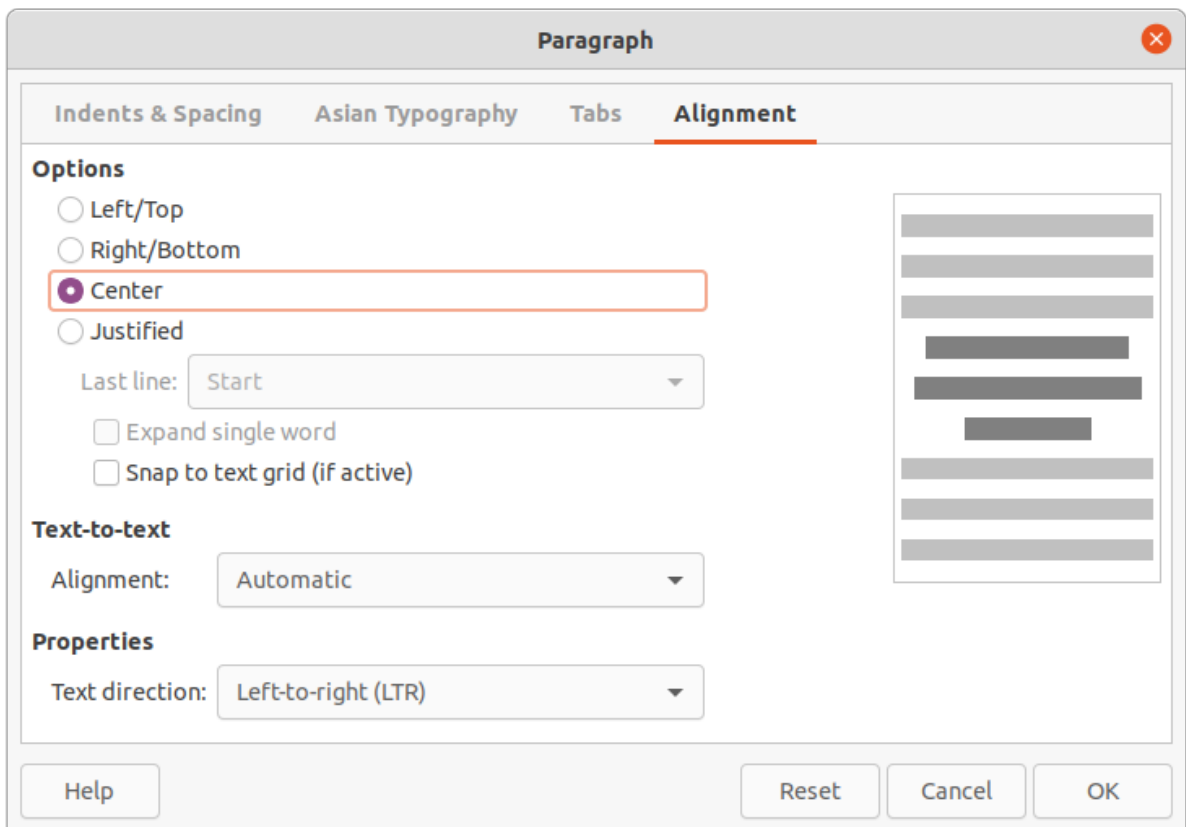 Paragraph
Indents & Spacing Asian Typography Tabs Alignment
Options
Left/Top
Right/Bottom
Center
Justified
Last line: Start
Expand single word
Snap to text grid (if active)
Text-to-text
Alignment: Automatic
Properties
Text direction: Left-to-right (LTR)
Help Reset Cancel OK